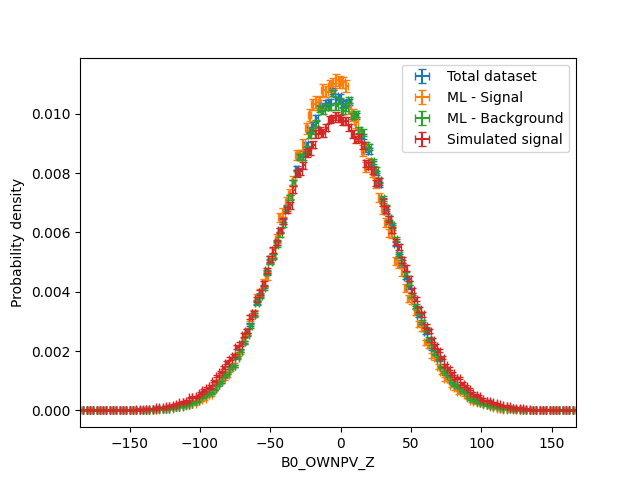 Total dataset
ML - Signal
ML - Background
Simulated signal
Probability density
0.010
0.008
0.006
0.004
0.002
0.000
−150 −100 −50 0 50 100 150
B0_OWNPV_Z